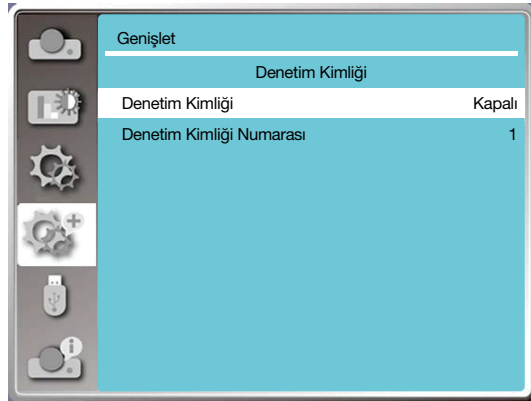 Genişlet
Denetim Kimliği
Denetim Kimliği Kapalı
Denetim Kimliği Numarası 1